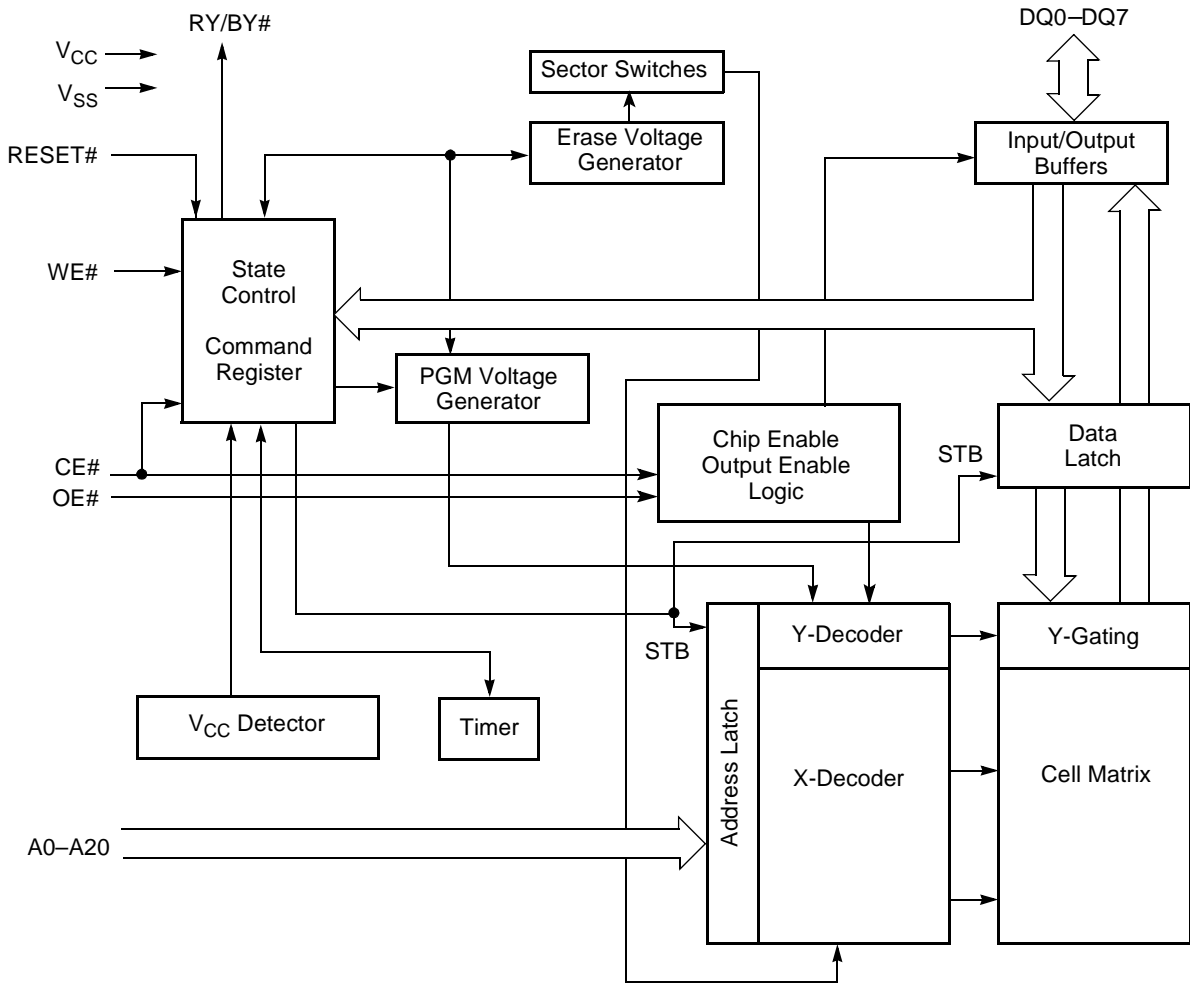 RY/BY#
DQ0–DQ7
VCC
VSS
Sector Switches
RESET#
Erase Voltage
Generator
Input/Output
Buffers
WE#
State
Control
Command
Register
PGM Voltage
Generator
CE#
OE#
Chip Enable
Output Enable
Logic
STB
Data
Latch
STB
Y-Decoder
Y-Gating
VCC Detector
Timer
Address Latch
X-Decoder
Cell Matrix
A0–A20